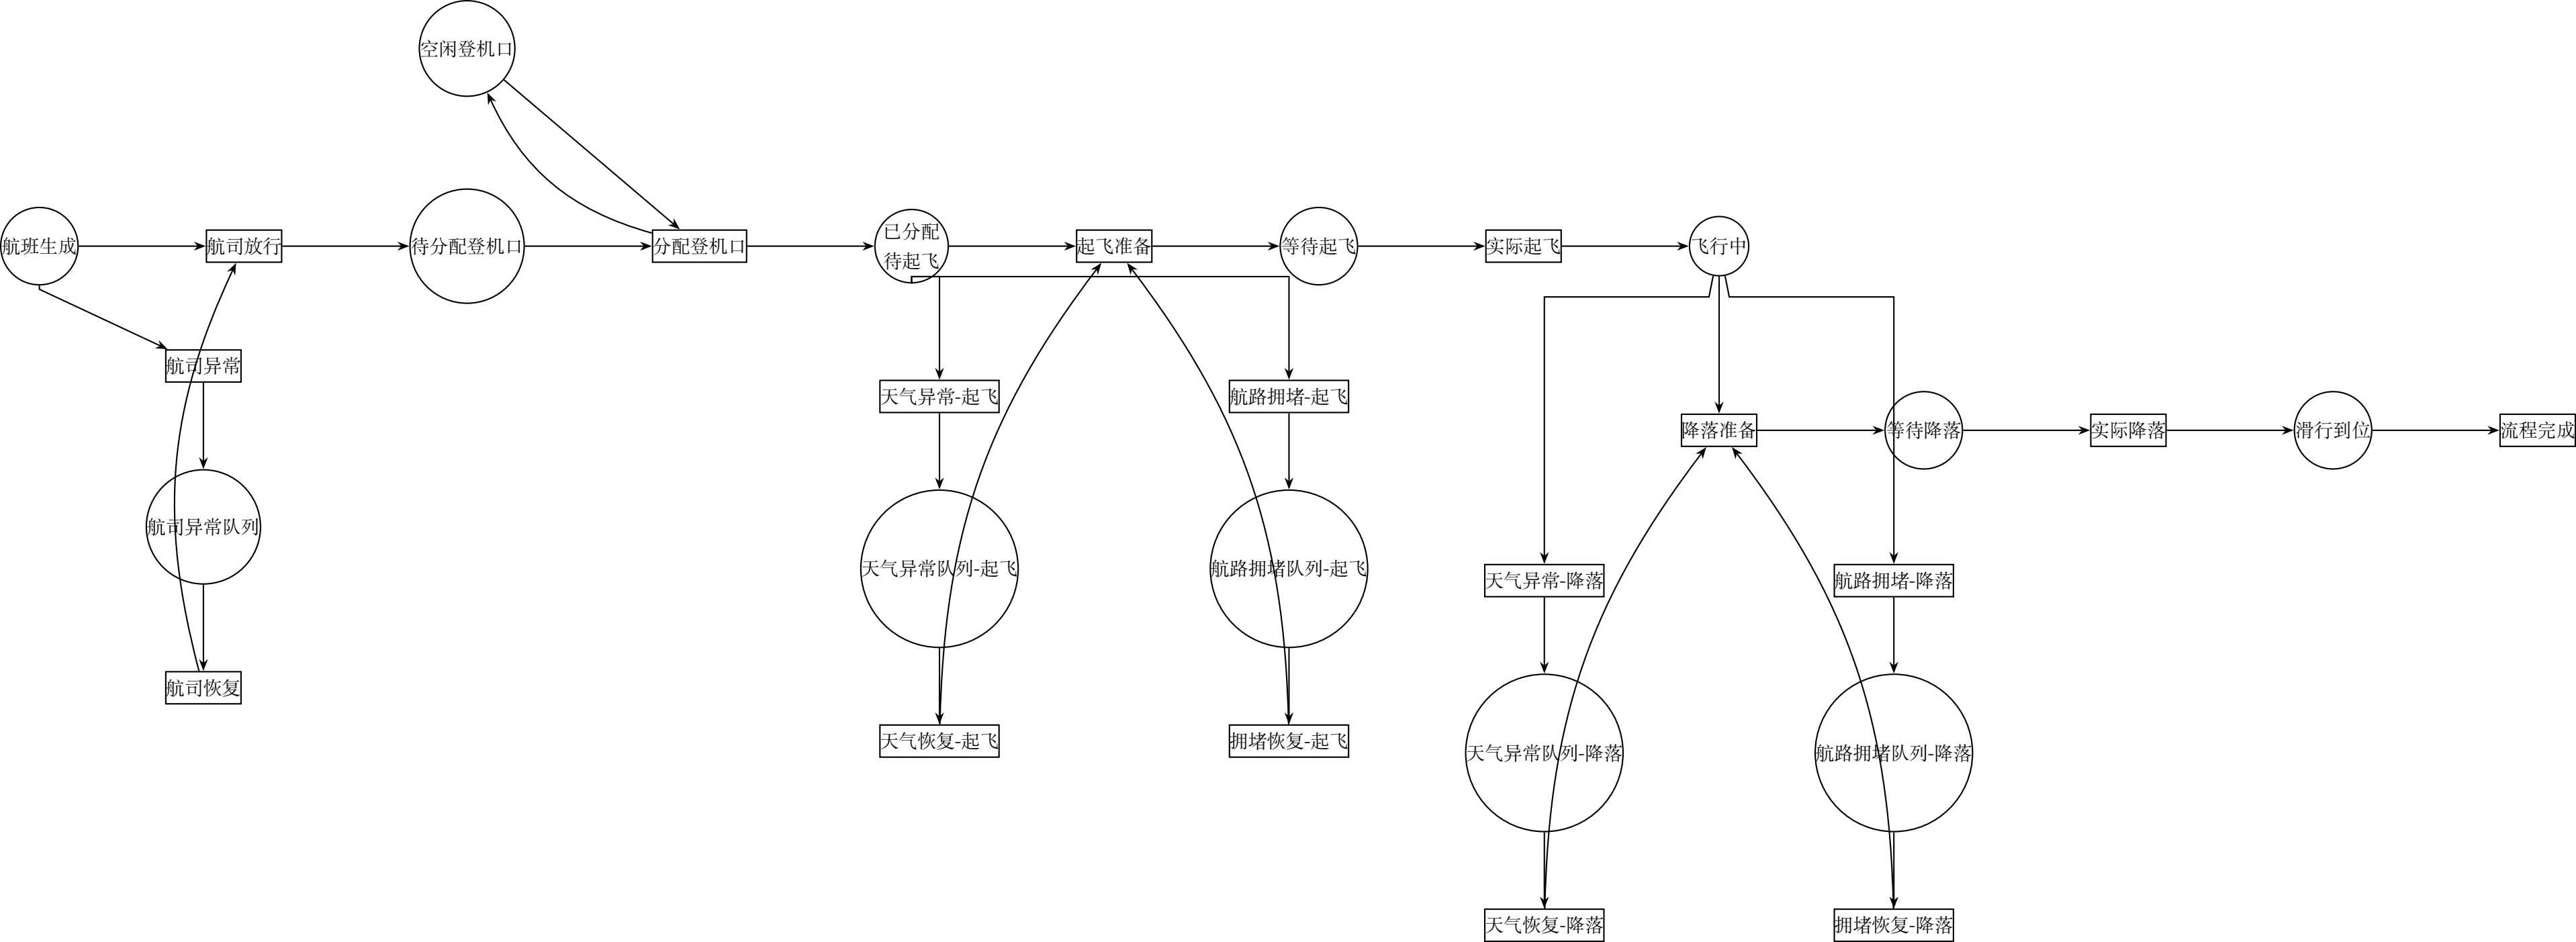 空闲登机口
航班生成
航司放行
待分配登机口
分配登机口
已分配
待起飞
起飞准备
等待起飞
实际起飞
飞行中
航司异常
天气异常-起飞
航路拥堵-起飞
降落准备
等待降落
实际降落
滑行到位
流程完成
航司异常队列
天气异常队列-起飞
航路拥堵队列-起飞
天气异常-降落
航路拥堵-降落
航司恢复
天气恢复-起飞
拥堵恢复-起飞
天气异常队列-降落
航路拥堵队列-降落
天气恢复-降落
拥堵恢复-降落